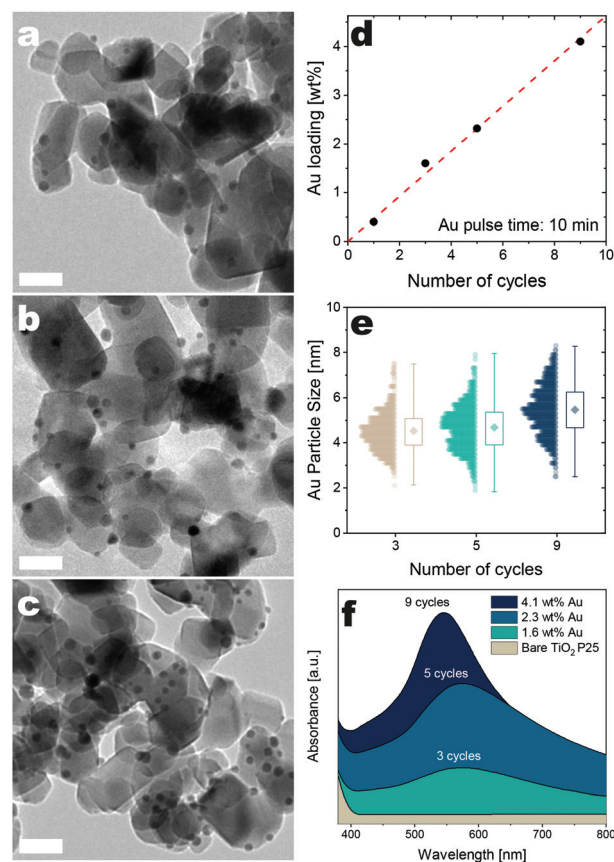 a
b
c
d
Au loading [wt%]
4
3
2
1
0
Au pulse time: 10 min
0 2 4 6 8 10
Number of cycles
e
Au Particle Size [nm]
10
8
6
4
2
0
3 5 9
Number of cycles
f
9 cycles
4.1 wt% Au
2.3 wt% Au
1.6 wt% Au
Bare TiO₂ P25
5 cycles
3 cycles
Absorbance [a.u.]
400 500 600 700 800
Wavelength [nm]